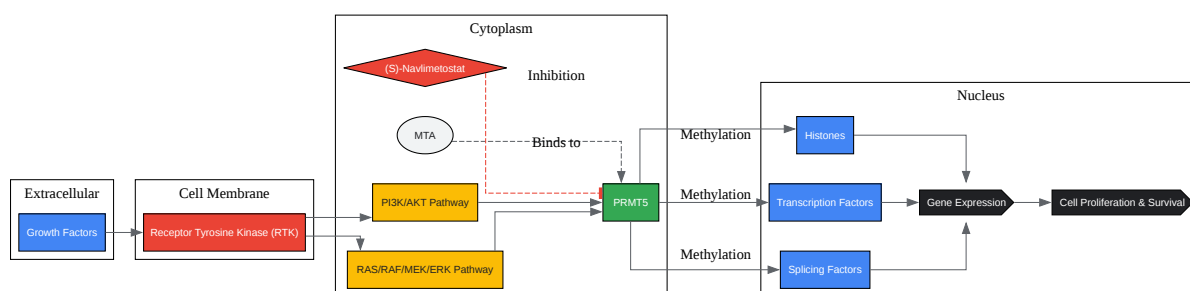 Cytoplasm
(S)-Navlimetostat
Inhibition
Nucleus
MTA
Binds to
Methylation
Histones
Extracellular
Cell Membrane
PI3K/AKT Pathway
PRMT5
Methylation
Transcription Factors
Gene Expression
Cell Proliferation & Survival
Growth Factors
Receptor Tyrosine Kinase (RTK)
Methylation
RAS/RAF/MEK/ERK Pathway
Splicing Factors